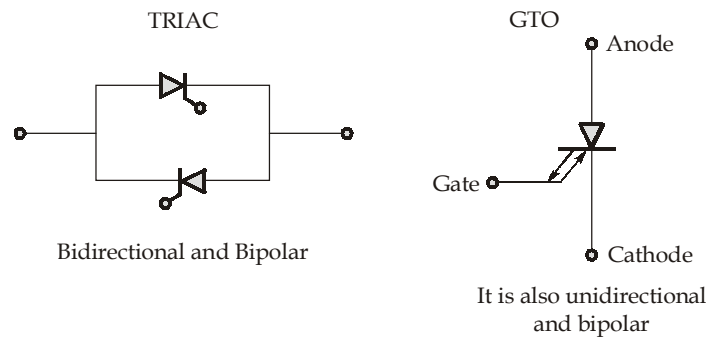 TRIAC
Bidirectional and Bipolar
GTO
Anode
Gate
Cathode
It is also unidirectional
and bipolar